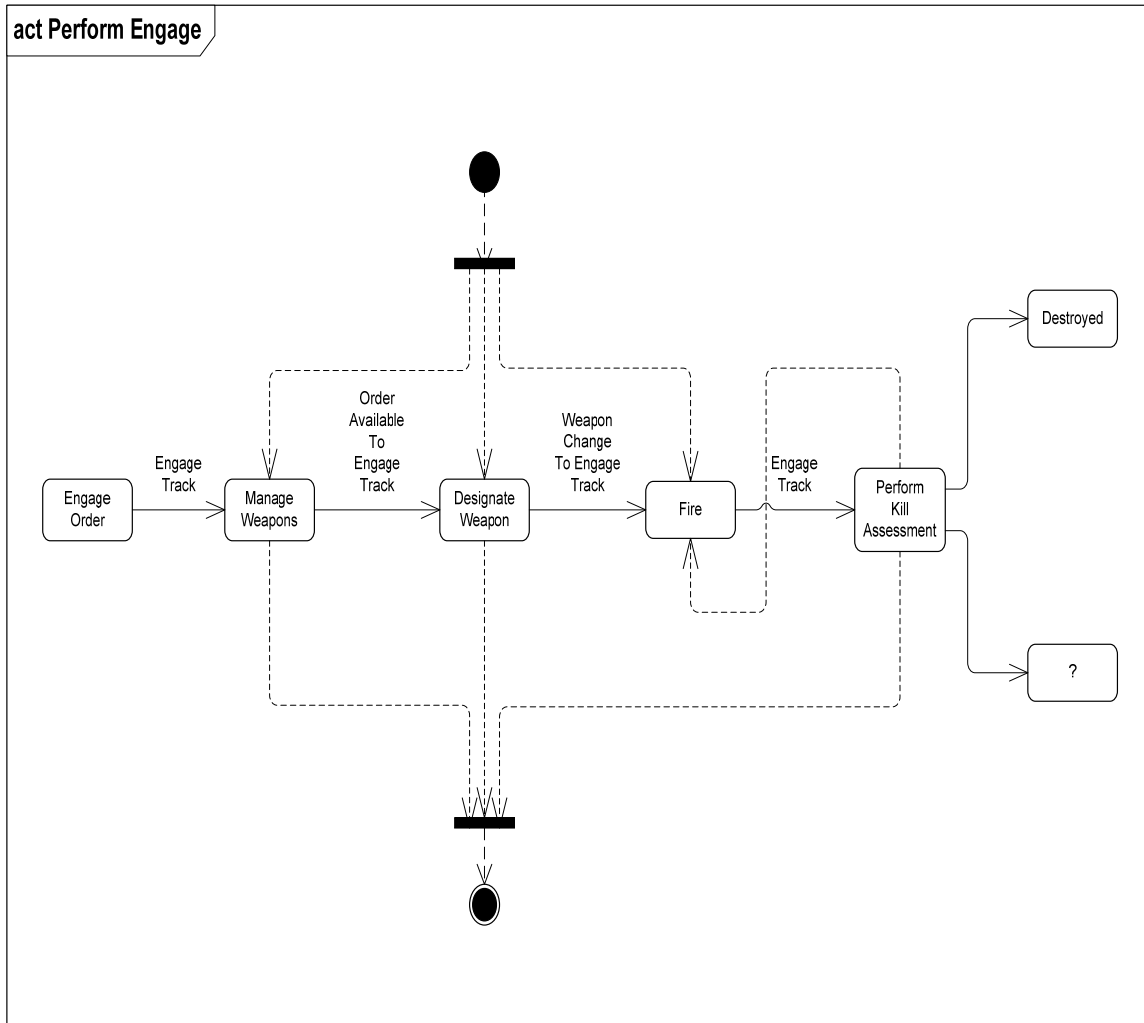 act Perform Engage
Destroyed
Order
Available
To
Engage
Track
Weapon
Change
To Engage
Track
Engage
Track
Engage
Track
Engage
Order
Manage
Weapons
Designate
Weapon
Fire
Perform
Kill
Assessment
?